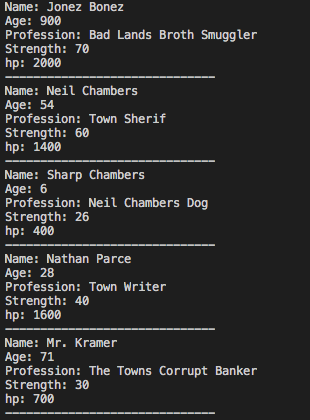 Name: Jonez Bonez
Age: 900
Profession: Bad Lands Broth Smuggler
Strength: 70
hp: 2000
------------------------------
Name: Neil Chambers
Age: 54
Profession: Town Sherif
Strength: 60
hp: 1400
------------------------------
Name: Sharp Chambers
Age: 6
Profession: Neil Chambers Dog
Strength: 26
hp: 400
------------------------------
Name: Nathan Parce
Age: 28
Profession: Town Writer
Strength: 40
hp: 1600
------------------------------
Name: Mr. Kramer
Age: 71
Profession: The Towns Corrupt Banker
Strength: 30
hp: 700
------------------------------